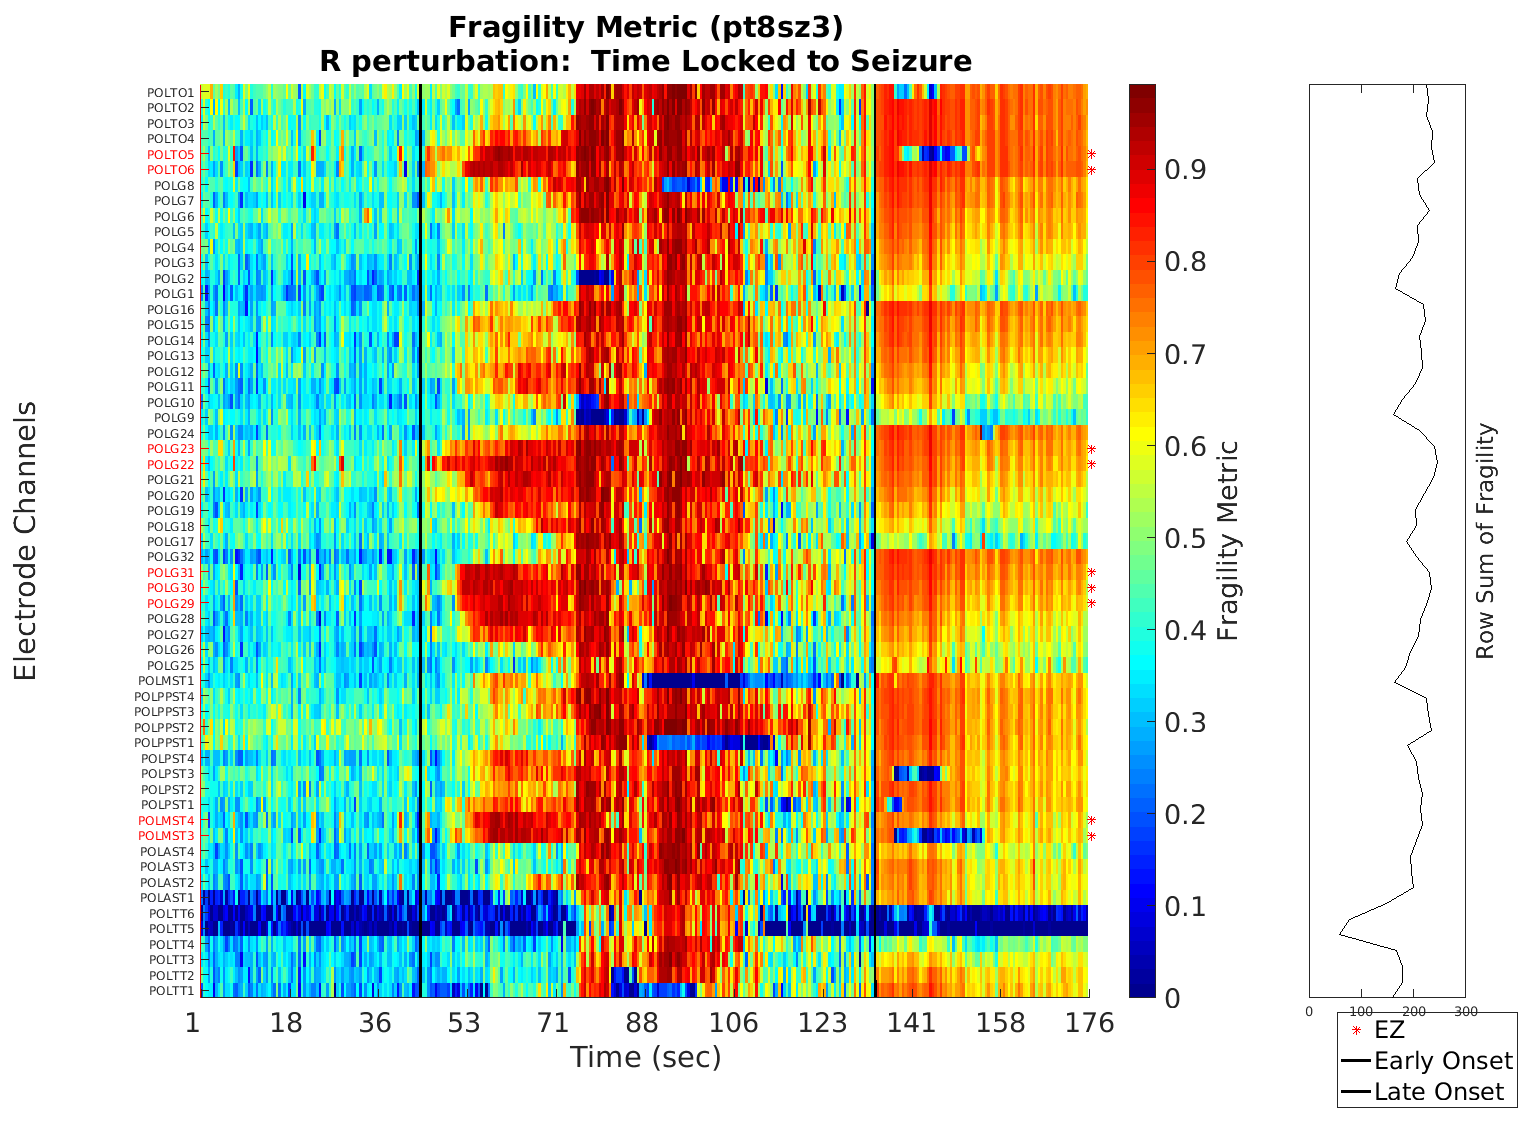 Fragility Metric (pt8sz3)
R perturbation:  Time Locked to Seizure
Electrode Channels
POLTO1
POLTO2
POLTO3
POLTO4
POLTO5
POLTO6
POLG8
POLG7
POLG6
POLG5
POLG4
POLG3
POLG2
POLG1
POLG16
POLG15
POLG14
POLG13
POLG12
POLG11
POLG10
POLG9
POLG24
POLG23
POLG22
POLG21
POLG20
POLG19
POLG18
POLG17
POLG32
POLG31
POLG30
POLG29
POLG28
POLG27
POLG26
POLG25
POLMST1
POLPPST4
POLPPST3
POLPPST2
POLPPST1
POLPST4
POLPST3
POLPST2
POLPST1
POLMST4
POLMST3
POLAST4
POLAST3
POLAST2
POLAST1
POLTT6
POLTT5
POLTT4
POLTT3
POLTT2
POLTT1
1 18 36 53 71 88 106 123 141 158 176
Time (sec)
0.9
0.8
0.7
0.6
0.5
0.4
0.3
0.2
0.1
0
Fragility Metric
0 100 200 300
Row Sum of Fragility
EZ
Early Onset
Late Onset